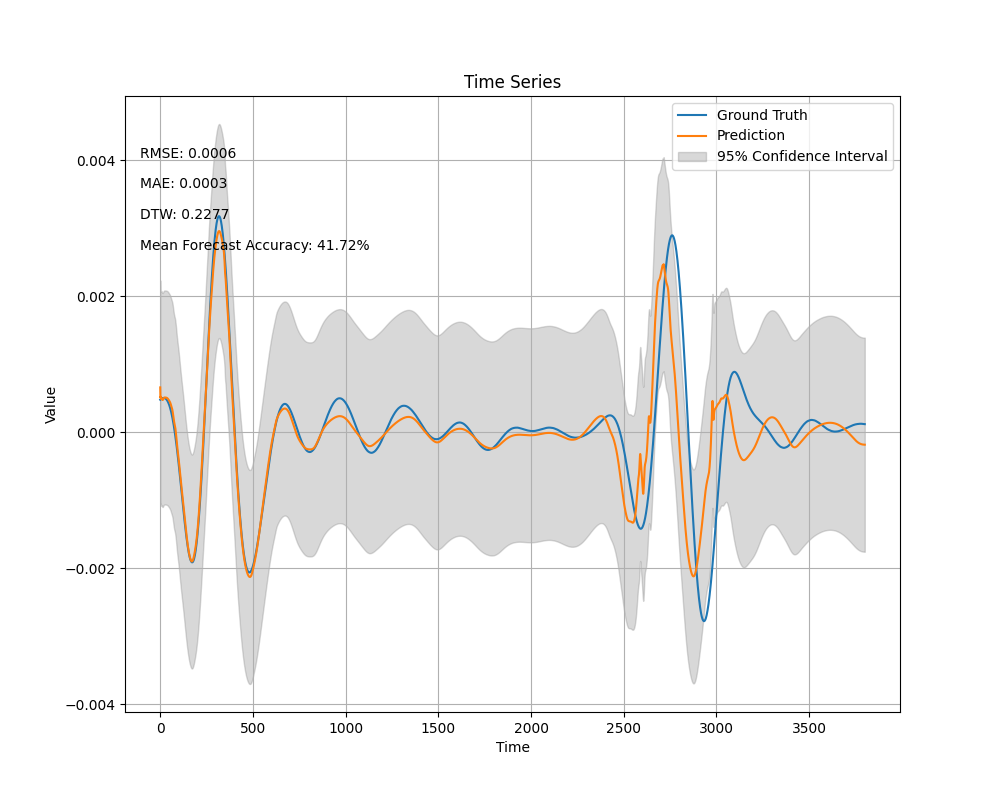 Time Series
Ground Truth
Prediction
95% Confidence Interval
RMSE: 0.0006
MAE: 0.0003
DTW: 0.2277
Mean Forecast Accuracy: 41.72%
0.004
0.002
0.000
−0.002
−0.004
Value
0 500 1000 1500 2000 2500 3000 3500
Time